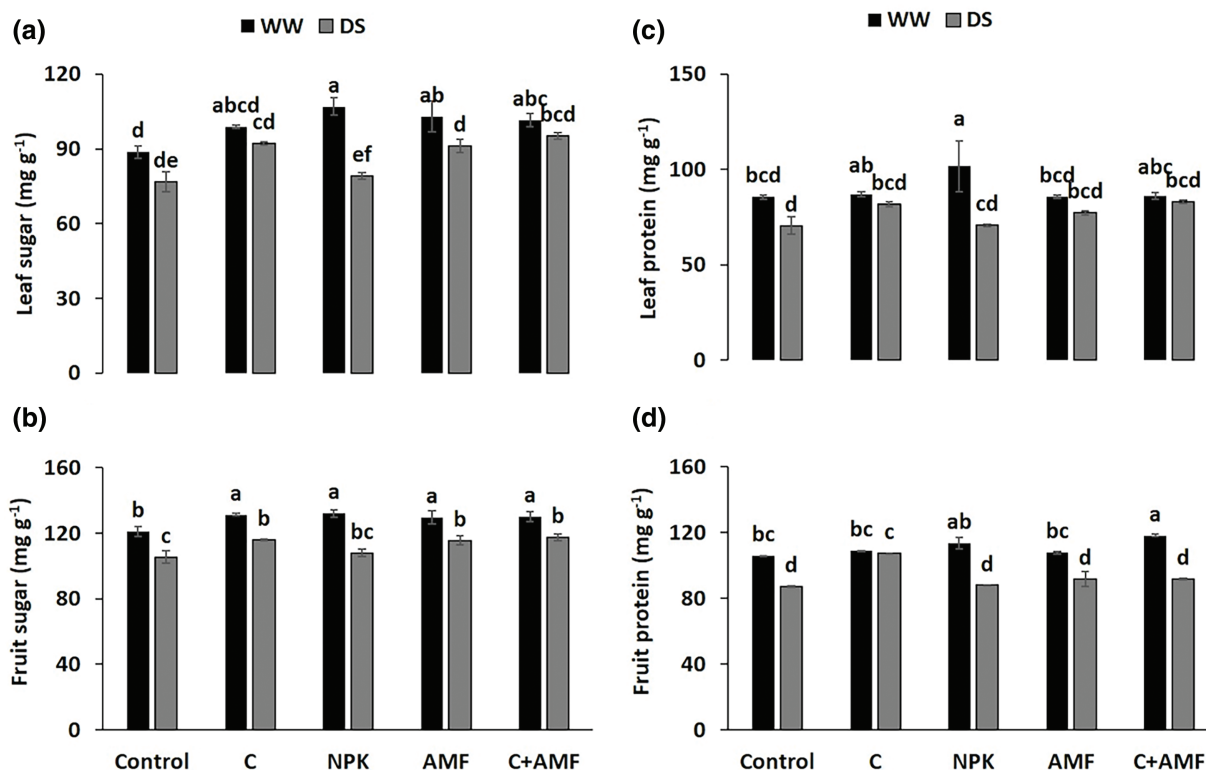 (a)
WW DS
Leaf sugar (mg g-1)
120
90
60
30
0
d
de
abcd
cd
a
ef
ab
d
abc
bcd
(c)
WW DS
Leaf protein (mg g-1)
150
100
50
0
bcd
d
ab
bcd
a
cd
bcd
bcd
abc
bcd
(b)
Fruit sugar (mg g-1)
160
120
80
40
0
b
c
a
b
a
bc
a
b
a
b
Control C NPK AMF C+AMF
(d)
Fruit protein (mg g-1)
160
120
80
40
0
bc
d
bc
c
ab
d
bc
d
a
d
Control C NPK AMF C+AMF